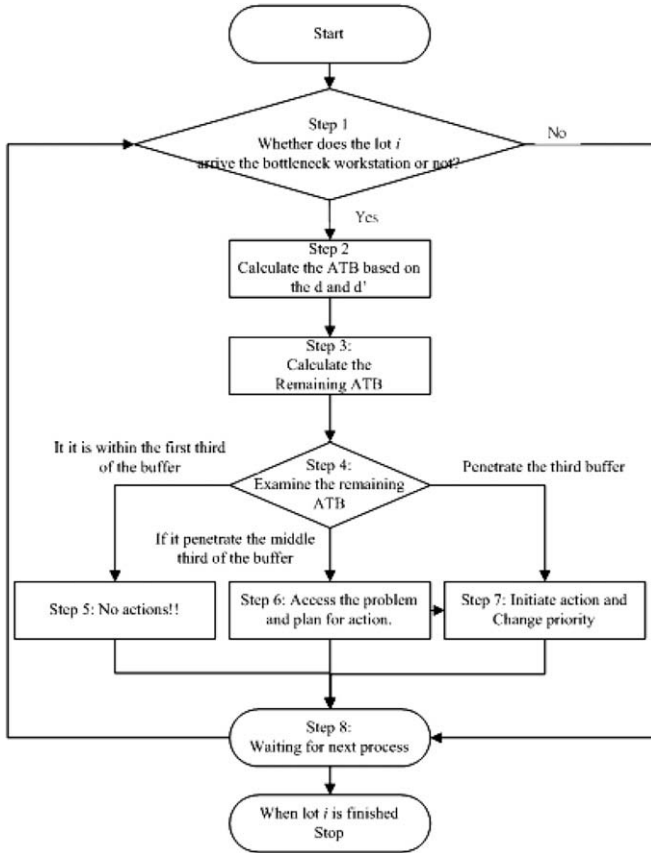 Start
Step 1
Whether does the lot i
arrive the bottleneck workstation or not?
No
Yes
Step 2
Calculate the ATB based on
the d and d’
Step 3:
Calculate the
Remaining ATB
It it is within the first third
of the buffer
Step 4:
Examine the remaining
ATB
Penetrate the third buffer
If it penetrate the middle
third of the buffer
Step 5: No actions!!
Step 6: Access the problem
and plan for action.
Step 7: Initiate action and
Change priority
Step 8:
Waiting for next process
When lot i is finished
Stop